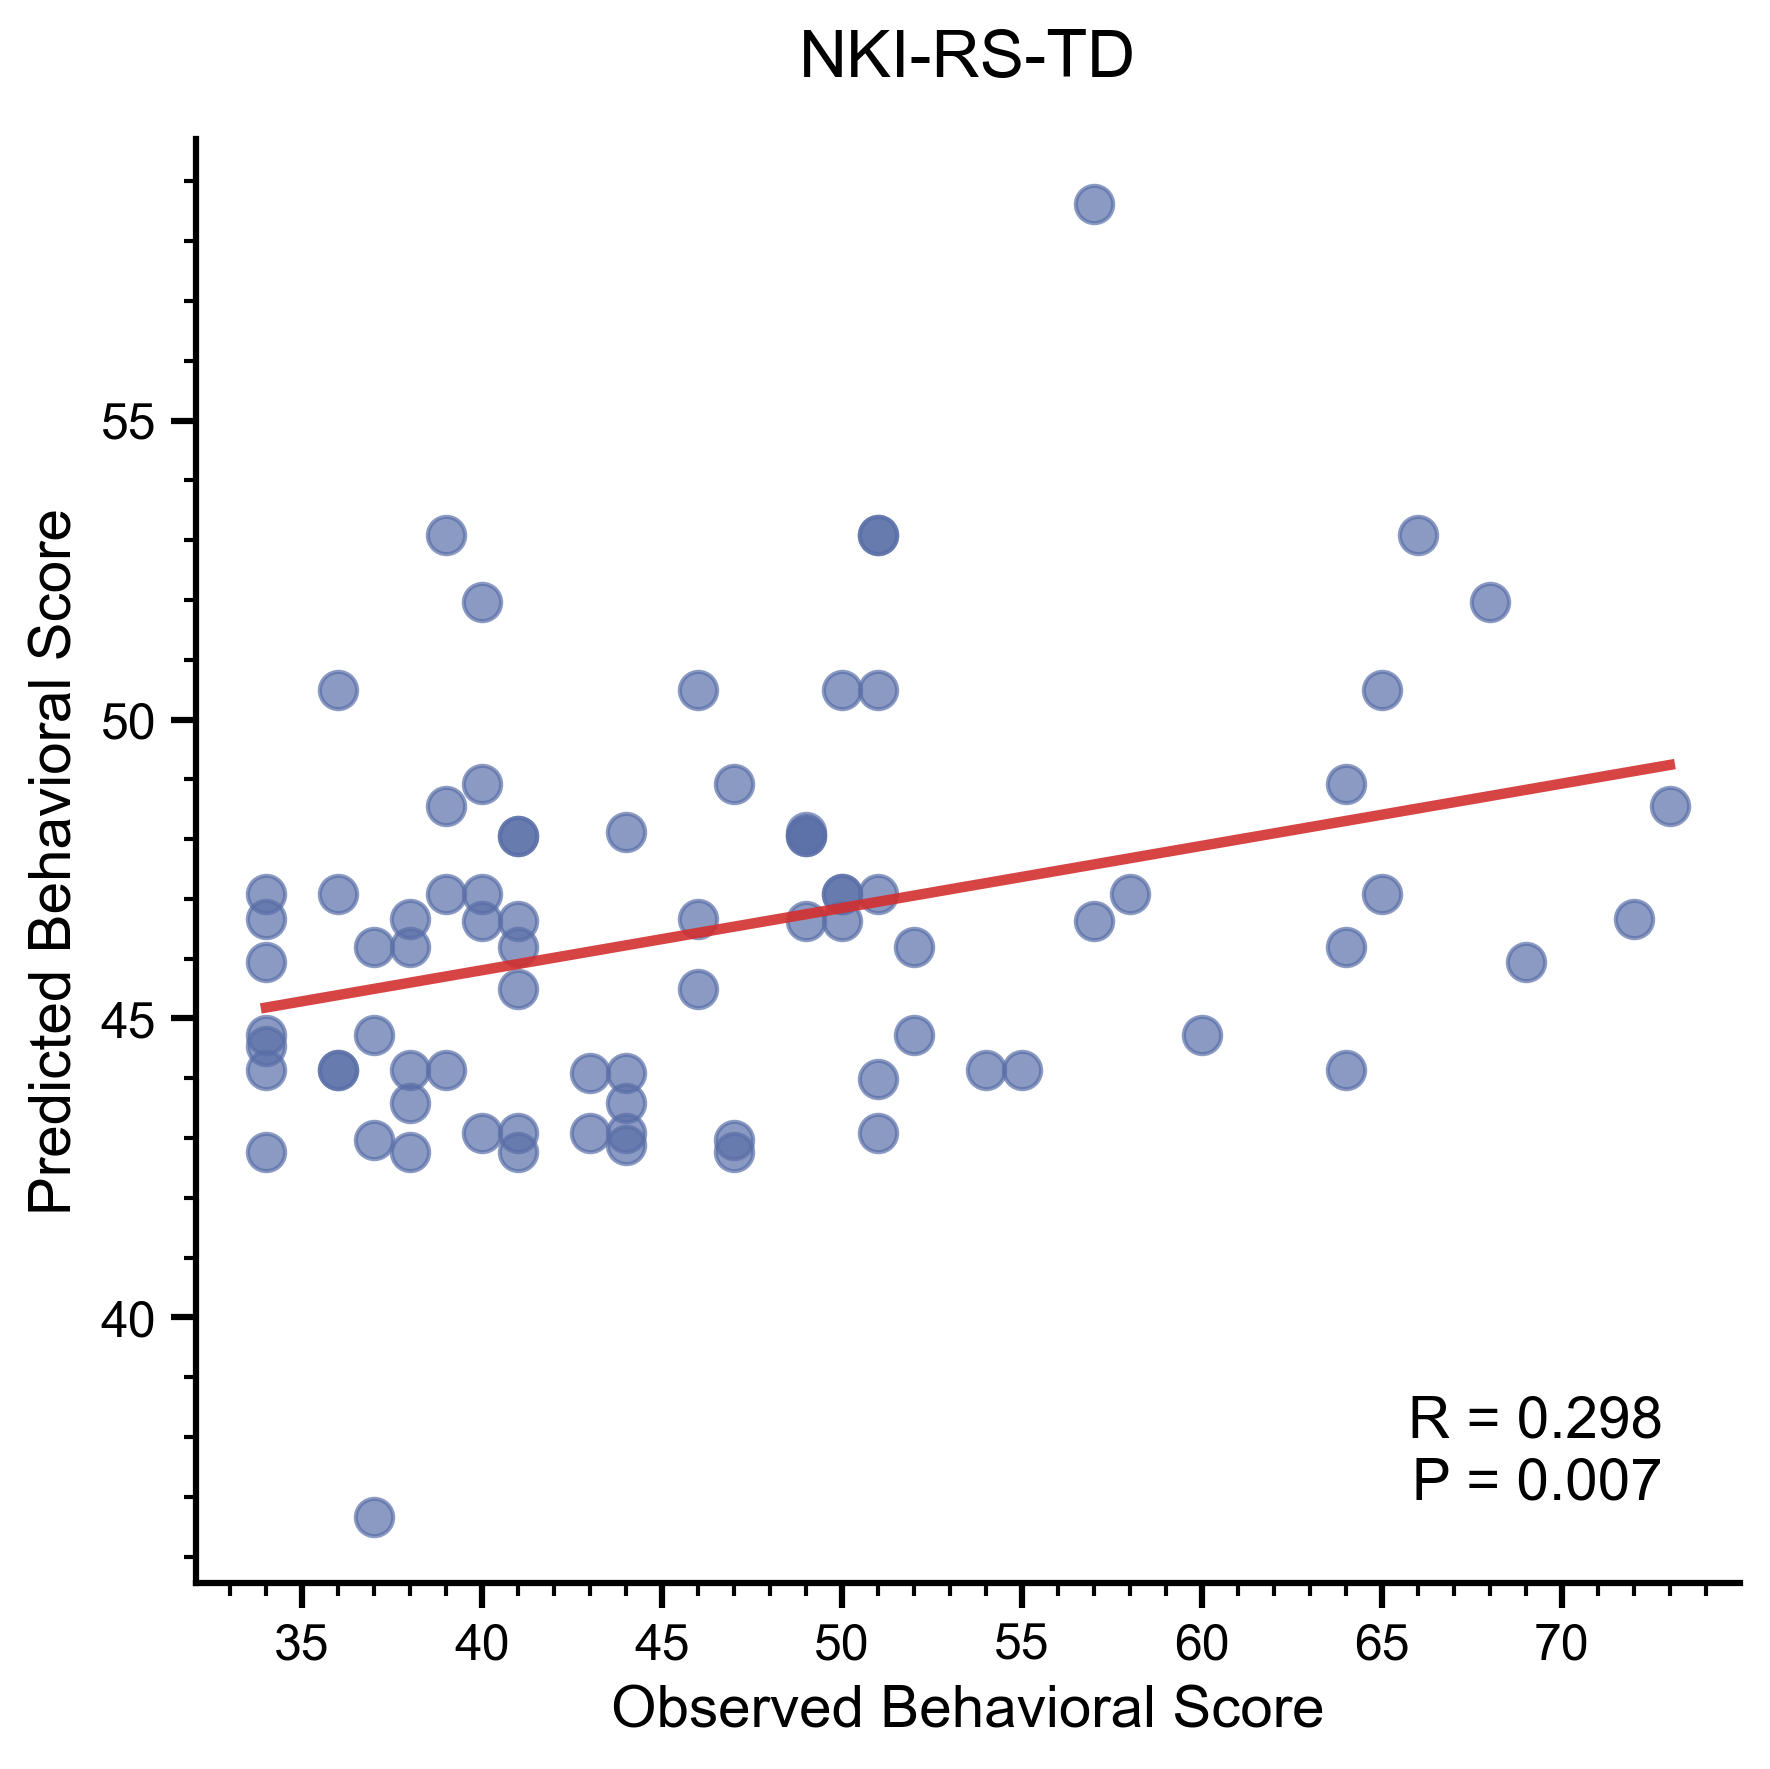 NKI-RS-TD
Predicted Behavioral Score
55
50
45
40
R = 0.298
P = 0.007
35 40 45 50 55 60 65 70
Observed Behavioral Score